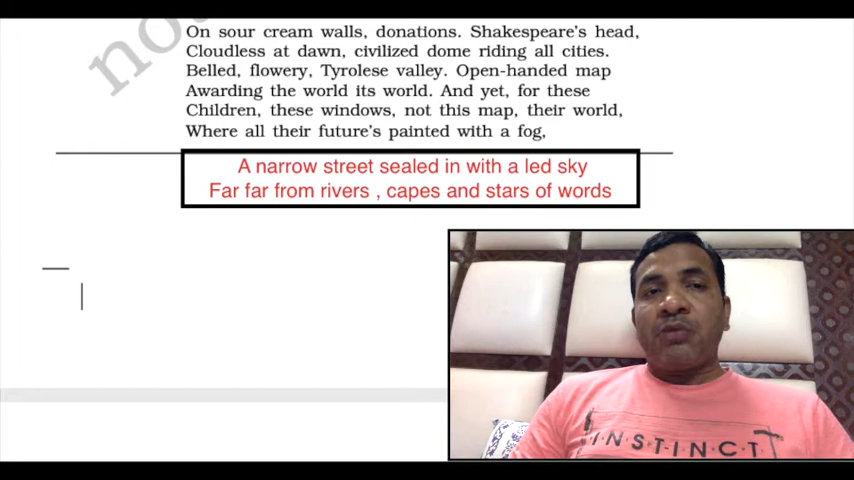 On sour cream walls, donations. Shakespeare's head,
Cloudless at dawn, civilized dome riding all cities.
Belled, flowery, Tyrolese valley. Open-handed map
Awarding the world its world. And yet, for these
Children, these windows, not this map, their world,
Where all their future's painted with a fog,
A narrow street sealed in with a led sky
Far far from rivers , capes and stars of words
INSTINCT